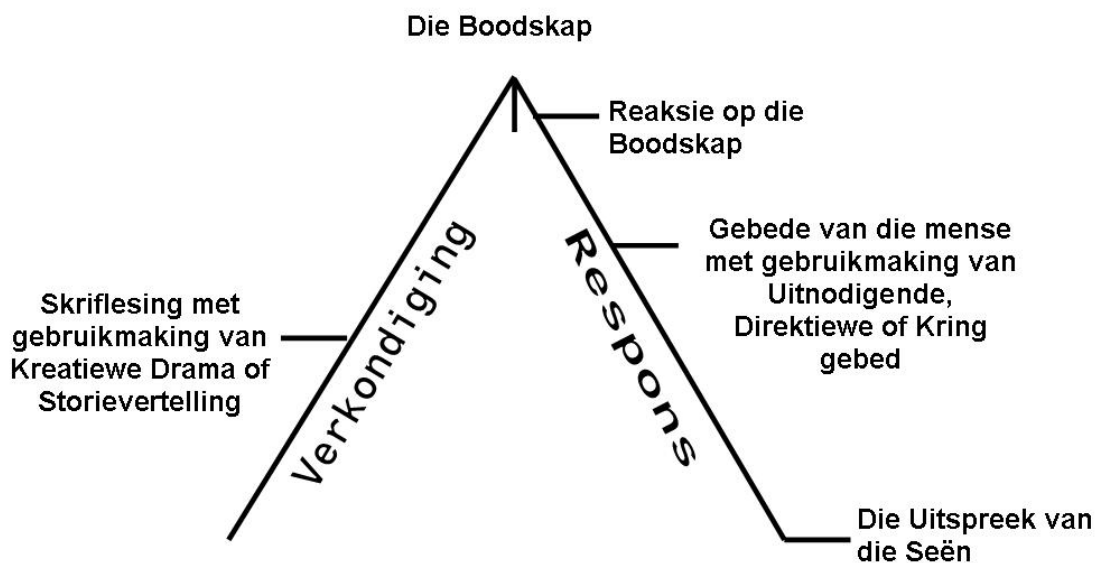 Die Boodskap
Reaksie op die
Boodskap
Gebede van die mense
met gebruikmaking van
Uitnodigende,
Direktiewe of Kring
gebed
Skriflesing met
gebruikmaking van
Kreatiewe Drama of
Storievertelling
Verkondiging
Respons
Die Uitspreek van
die Seën